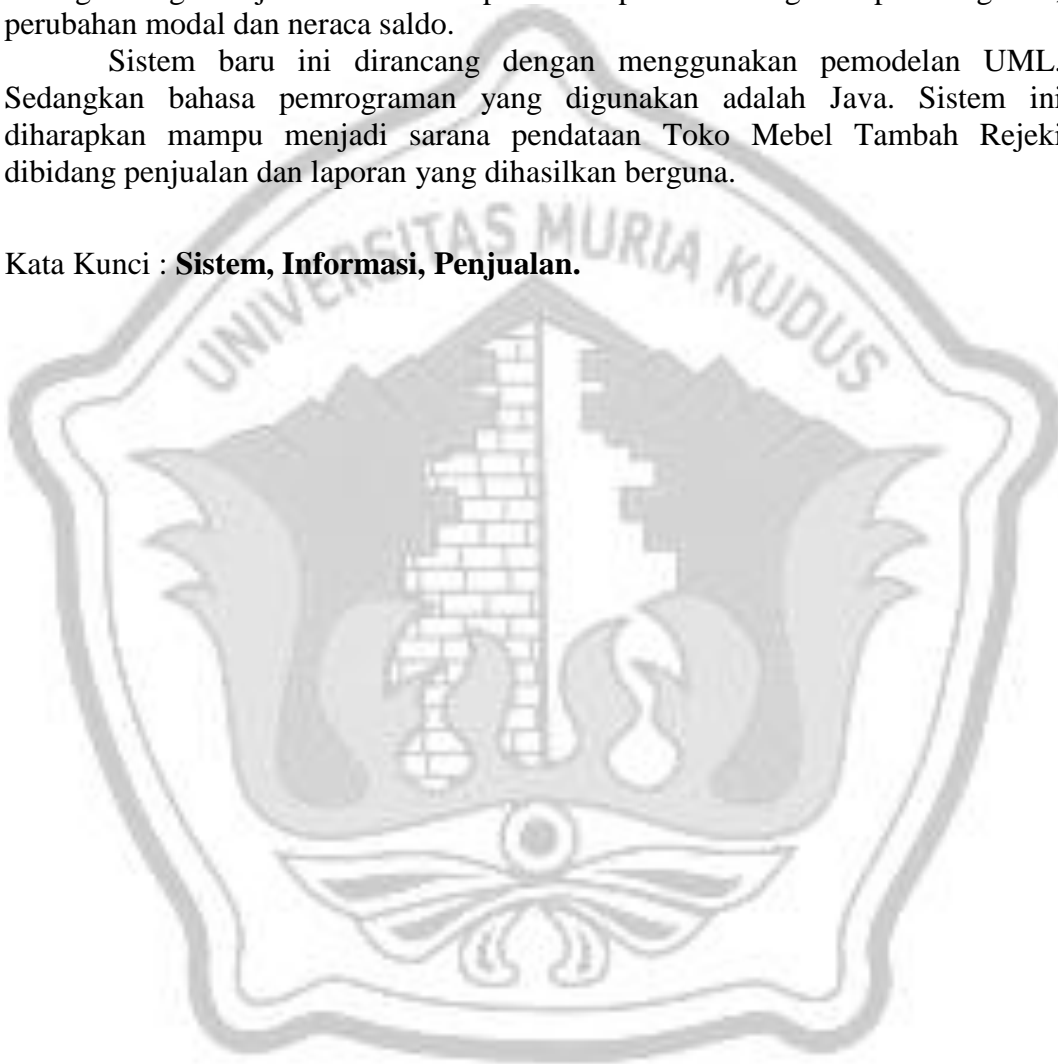 perubahan modal dan neraca saldo.
Sistem baru ini dirancang dengan menggunakan pemodelan UML.
Sedangkan bahasa pemrograman yang digunakan adalah Java. Sistem ini
diharapkan mampu menjadi sarana pendataan Toko Mebel Tambah Rejeki
dibidang penjualan dan laporan yang dihasilkan berguna.
Kata Kunci : Sistem, Informasi, Penjualan.
UNIVERSITAS MURIA KUDUS